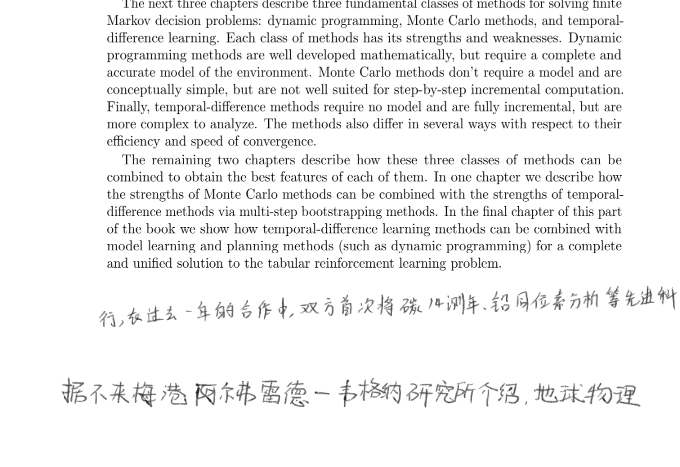 The next three chapters describe three fundamental classes of methods for solving finite
Markov decision problems: dynamic programming, Monte Carlo methods, and temporal-
difference learning. Each class of methods has its strengths and weaknesses. Dynamic
programming methods are well developed mathematically, but require a complete and
accurate model of the environment. Monte Carlo methods don't require a model and are
conceptually simple, but are not well suited for step-by-step incremental computation.
Finally, temporal-difference methods require no model and are fully incremental, but are
more complex to analyze. The methods also differ in several ways with respect to their
efficiency and speed of convergence.
The remaining two chapters describe how these three classes of methods can be
combined to obtain the best features of each of them. In one chapter we describe how
the strengths of Monte Carlo methods can be combined with the strengths of temporal-
difference methods via multi-step bootstrapping methods. In the final chapter of this part
of the book we show how temporal-difference learning methods can be combined with
model learning and planning methods (such as dynamic programming) for a complete
and unified solution to the tabular reinforcement learning problem.
行,在过去一年的合作中,双方首次将碳14测年、铅同位素分析等先进科
据不来梅港阿尔弗雷德-韦格纳研究所介绍,地球物理